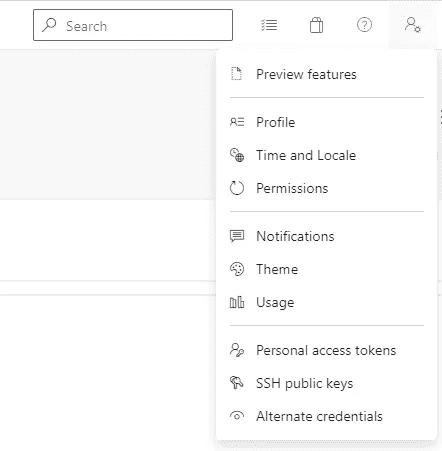 Search
Preview features
Profile
Time and Locale
Permissions
Notifications
Theme
Usage
Personal access tokens
SSH public keys
Alternate credentials